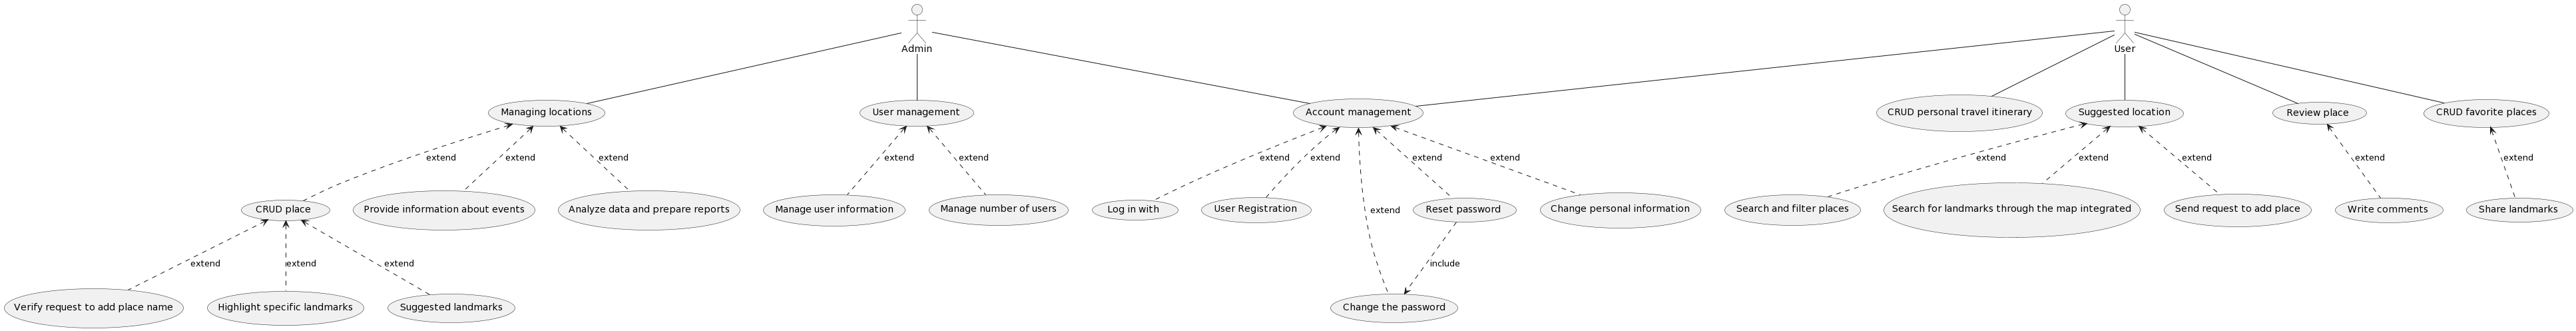 Admin
User
Managing locations
User management
Account management
CRUD personal travel itinerary
Suggested location
Review place
CRUD favorite places
extend
extend
extend
extend
extend
extend
extend
extend
extend
extend
extend
extend
extend
extend
CRUD place
Provide information about events
Analyze data and prepare reports
Manage user information
Manage number of users
Log in with
User Registration
extend
Reset password
Change personal information
Search and filter places
Search for landmarks through the map integrated
Send request to add place
Write comments
Share landmarks
extend
extend
extend
include
Verify request to add place name
Highlight specific landmarks
Suggested landmarks
Change the password